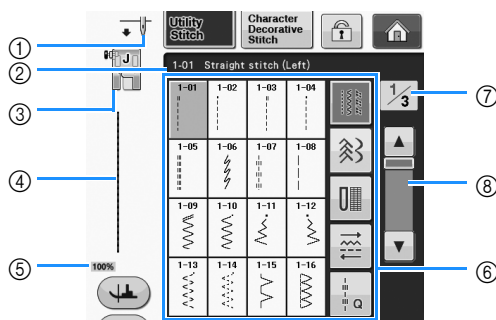 Utility Stitch
Character Decorative Stitch
①
②
1-01 Straight stitch (Left)
J
③
1-01 1-02 1-03 1-04
1/3
⑦
1-05 1-06 1-07 1-08
④
⑧
1-09 1-10 1-11 1-12
⑤
100%
1-13 1-14 1-15 1-16
Q
⑥